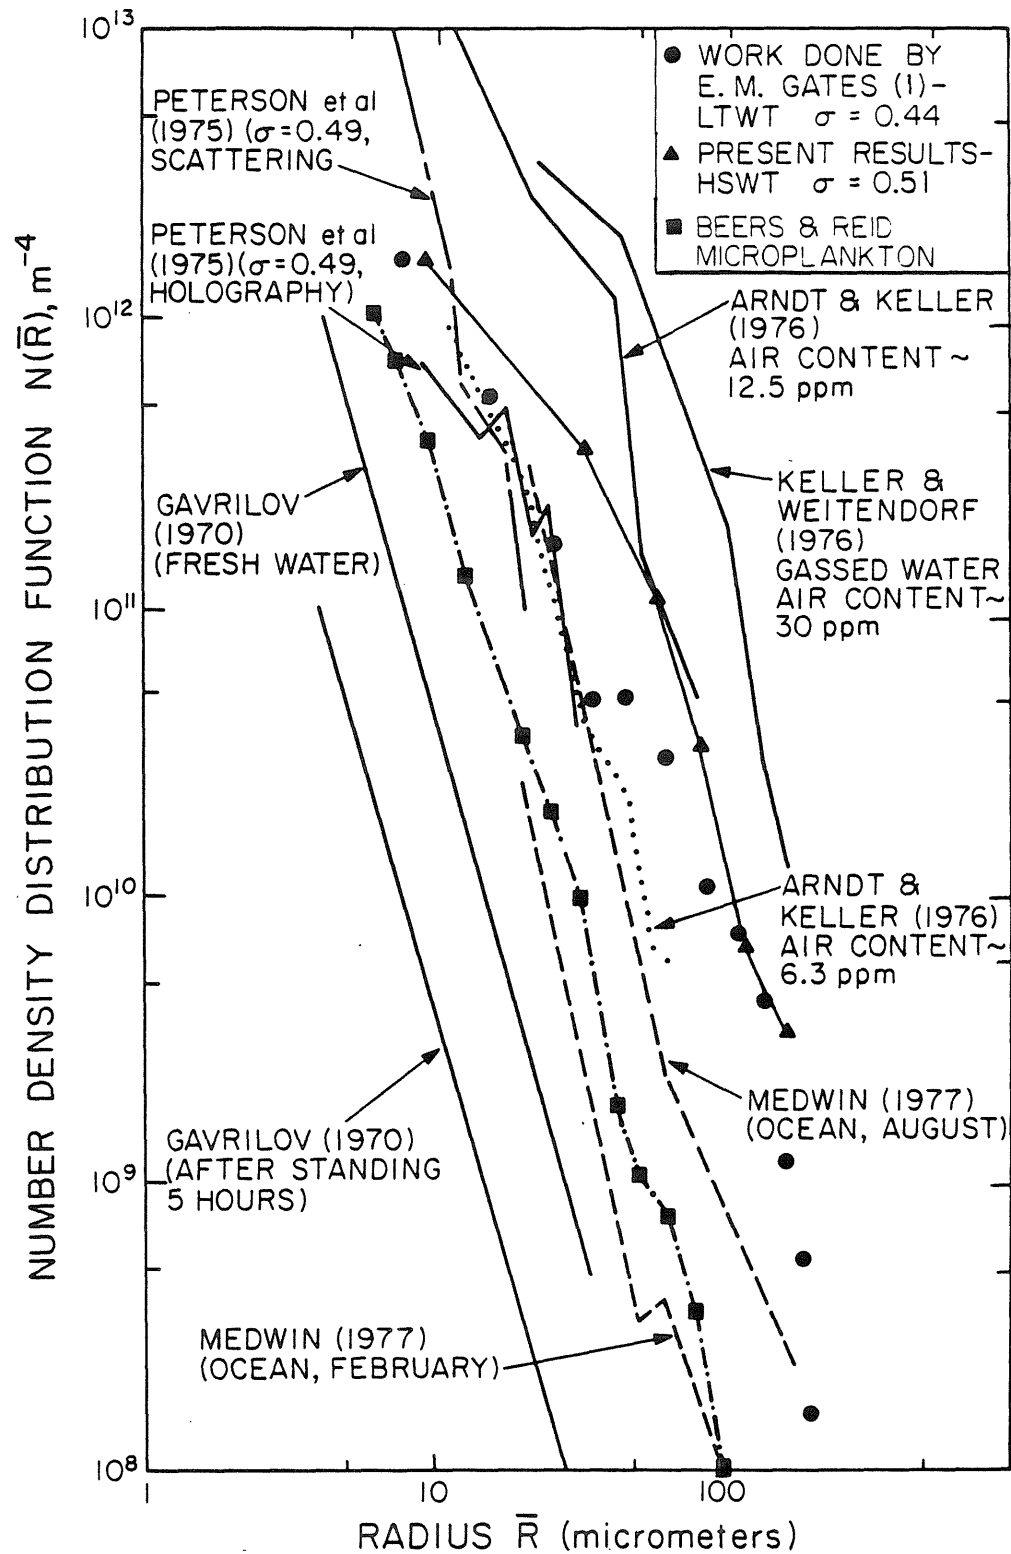 NUMBER DENSITY DISTRIBUTION FUNCTION N(R̄), m⁻⁴
10¹³
10¹²
10¹¹
10¹⁰
10⁹
10⁸
● WORK DONE BY
E. M. GATES (1)-
LTWT σ = 0.44
▲ PRESENT RESULTS-
HSWT σ = 0.51
■ BEERS & REID
MICROPLANKTON
PETERSON et al
(1975) (σ=0.49,
SCATTERING
PETERSON et al
(1975)(σ=0.49,
HOLOGRAPHY)
ARNDT & KELLER
(1976)
AIR CONTENT ~
12.5 ppm
GAVRILOV
(1970)
(FRESH WATER)
KELLER &
WEITENDORF
(1976)
GASSED WATER
AIR CONTENT~
30 ppm
ARNDT &
KELLER (1976)
AIR CONTENT~
6.3 ppm
MEDWIN (1977)
(OCEAN, AUGUST)
GAVRILOV (1970)
(AFTER STANDING
5 HOURS)
MEDWIN (1977)
(OCEAN, FEBRUARY)
1
10
100
RADIUS R̄ (micrometers)